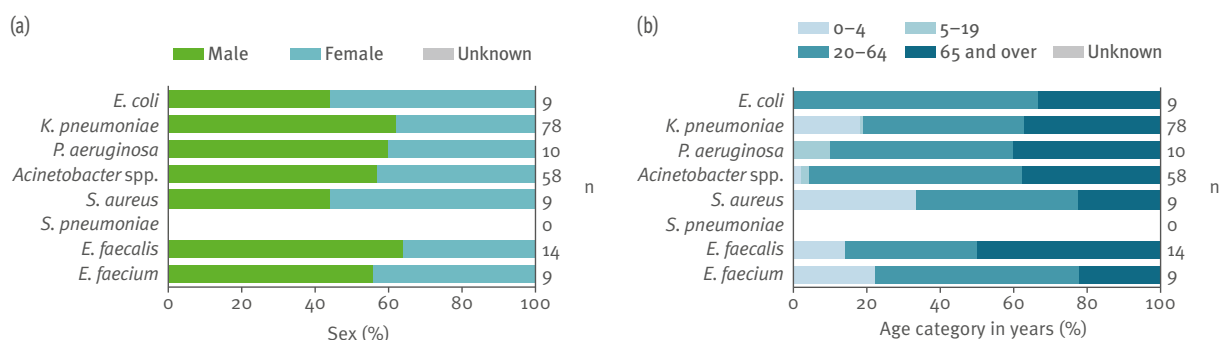 (a)
Male Female Unknown
E. coli 9
K. pneumoniae 78
P. aeruginosa 10
Acinetobacter spp. 58
S. aureus 9
S. pneumoniae 0
E. faecalis 14
E. faecium 9
n
0 20 40 60 80 100
Sex (%)
(b)
0–4 5–19
20–64 65 and over Unknown
E. coli 9
K. pneumoniae 78
P. aeruginosa 10
Acinetobacter spp. 58
S. aureus 9
S. pneumoniae 0
E. faecalis 14
E. faecium 9
n
0 20 40 60 80 100
Age category in years (%)